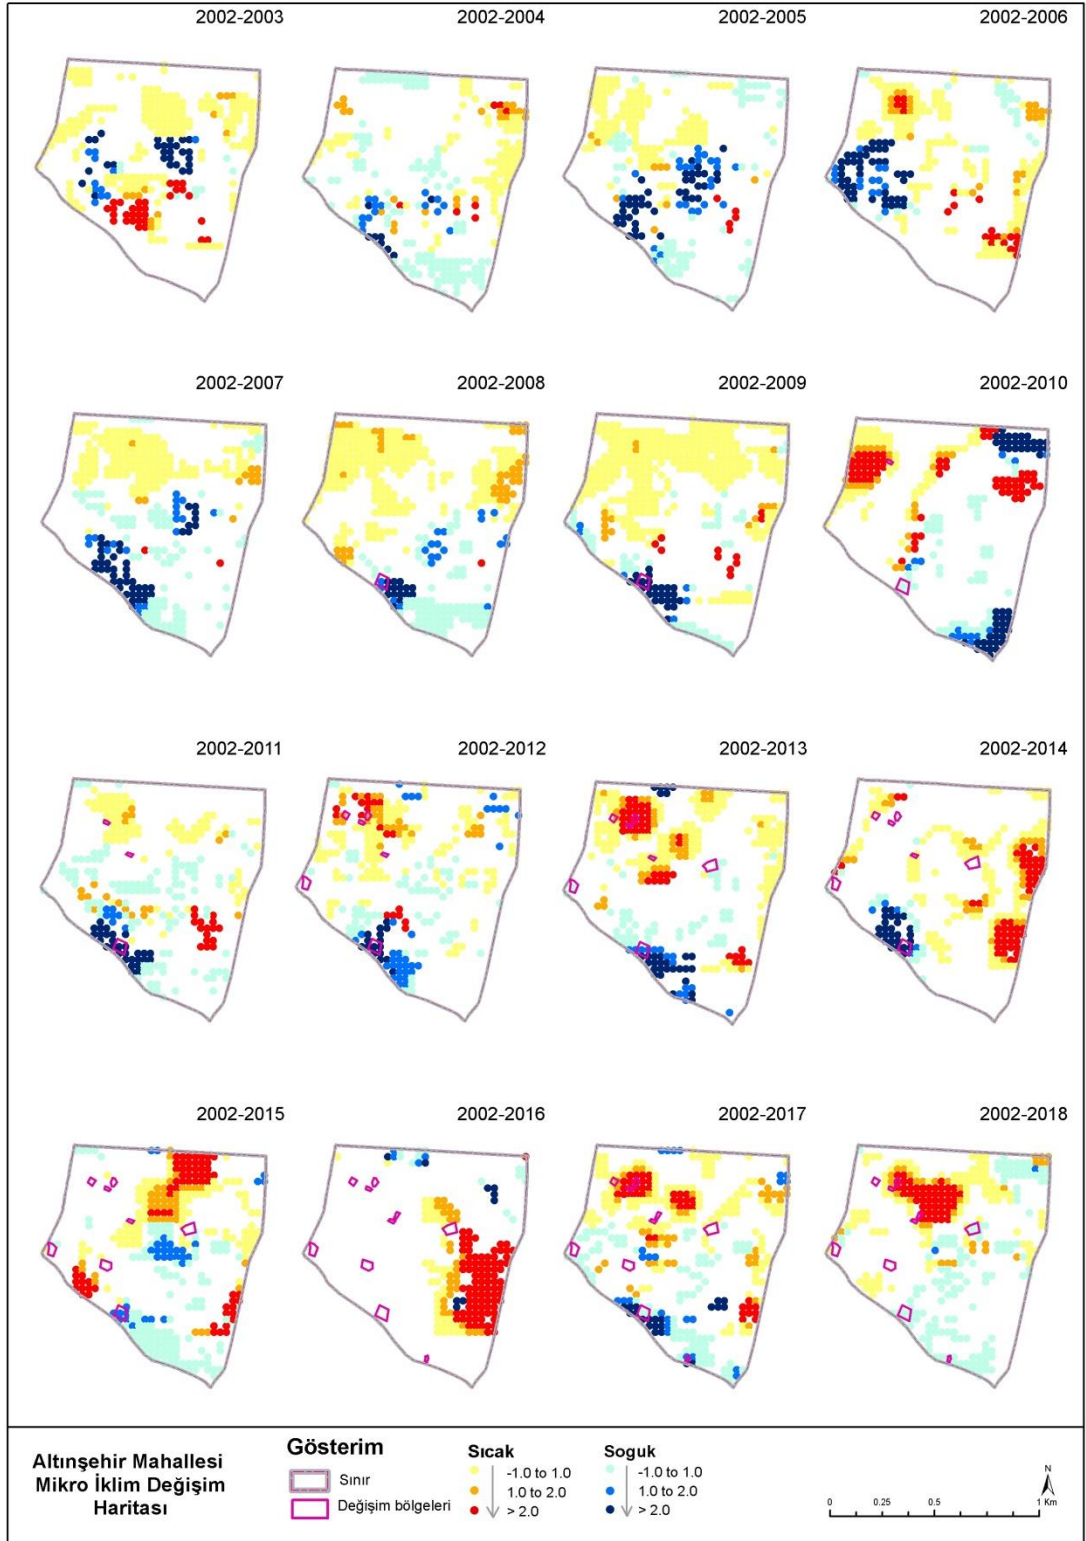 2002-2003
2002-2004
2002-2005
2002-2006
2002-2007
2002-2008
2002-2009
2002-2010
2002-2011
2002-2012
2002-2013
2002-2014
2002-2015
2002-2016
2002-2017
2002-2018
Altınşehir Mahallesi
Mikro İklim Değişim
Haritası
Gösterim
Sınır
Değişim bölgeleri
Sıcak
-1.0 to 1.0
1.0 to 2.0
> 2.0
Soguk
-1.0 to 1.0
1.0 to 2.0
> 2.0
N
0 0.25 0.5 1 Km